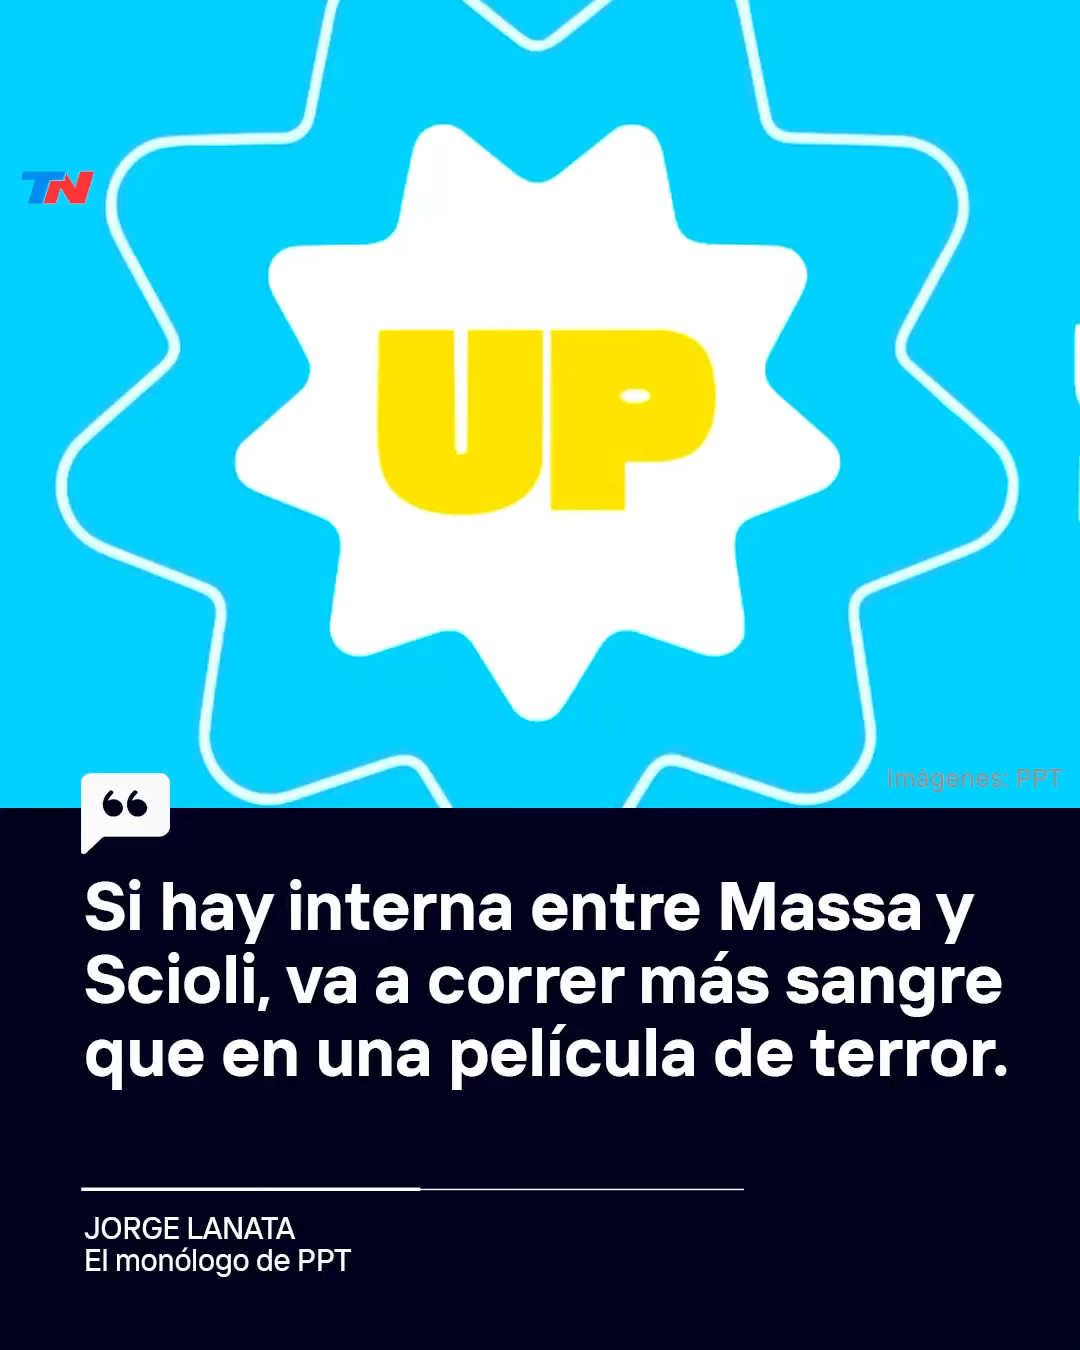 TN
UP
Imágenes: PPT
Si hay interna entre Massa y
Scioli, va a correr más sangre
que en una película de terror.
JORGE LANATA
El monólogo de PPT